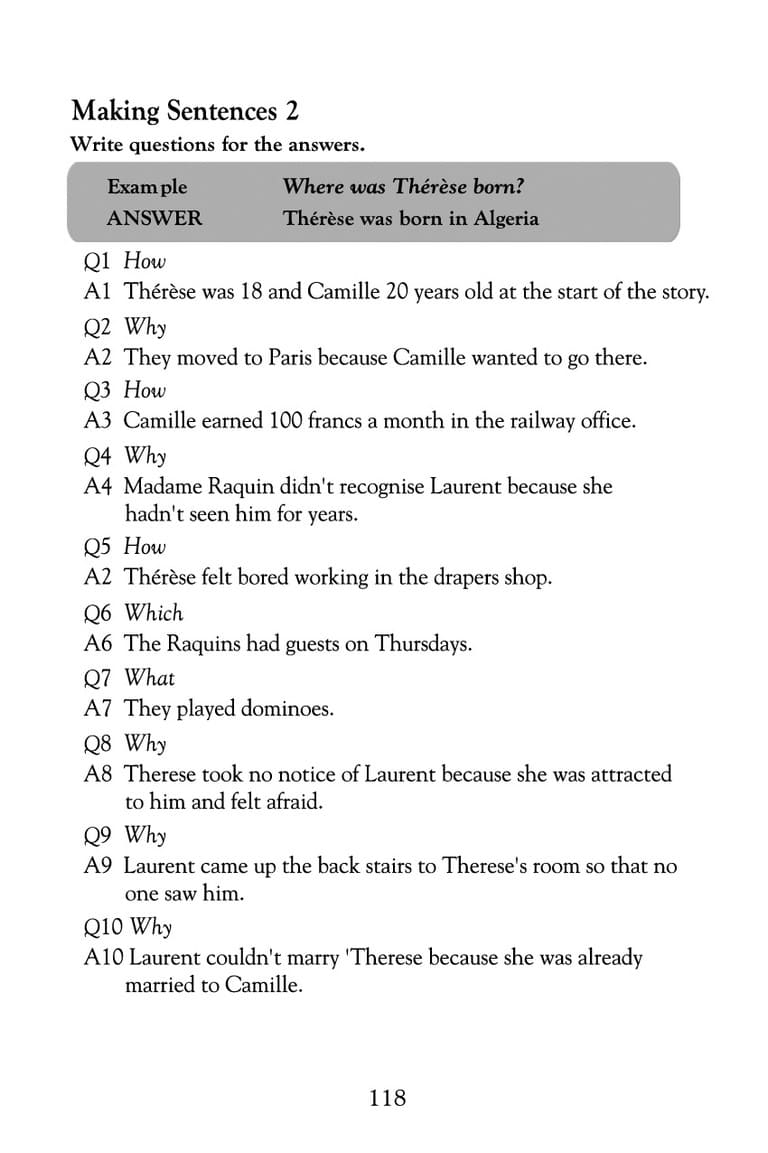 Making Sentences 2
Write questions for the answers.
Example Where was Thérèse born?
ANSWER Thérèse was born in Algeria
Q1 How
A1 Thérèse was 18 and Camille 20 years old at the start of the story.
Q2 Why
A2 They moved to Paris because Camille wanted to go there.
Q3 How
A3 Camille earned 100 francs a month in the railway office.
Q4 Why
A4 Madame Raquin didn't recognise Laurent because she
hadn't seen him for years.
Q5 How
A2 Thérèse felt bored working in the drapers shop.
Q6 Which
A6 The Raquins had guests on Thursdays.
Q7 What
A7 They played dominoes.
Q8 Why
A8 Therese took no notice of Laurent because she was attracted
to him and felt afraid.
Q9 Why
A9 Laurent came up the back stairs to Therese's room so that no
one saw him.
Q10 Why
A10 Laurent couldn't marry 'Therese because she was already
married to Camille.
118